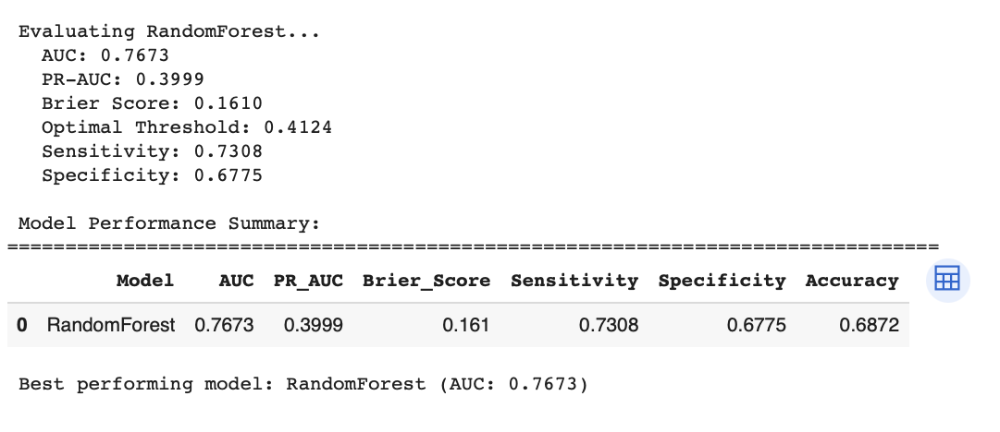 Evaluating RandomForest...
AUC: 0.7673
PR-AUC: 0.3999
Brier Score: 0.1610
Optimal Threshold: 0.4124
Sensitivity: 0.7308
Specificity: 0.6775
Model Performance Summary:
================================================================================
Model AUC PR_AUC Brier_Score Sensitivity Specificity Accuracy
0 RandomForest 0.7673 0.3999 0.161 0.7308 0.6775 0.6872
Best performing model: RandomForest (AUC: 0.7673)